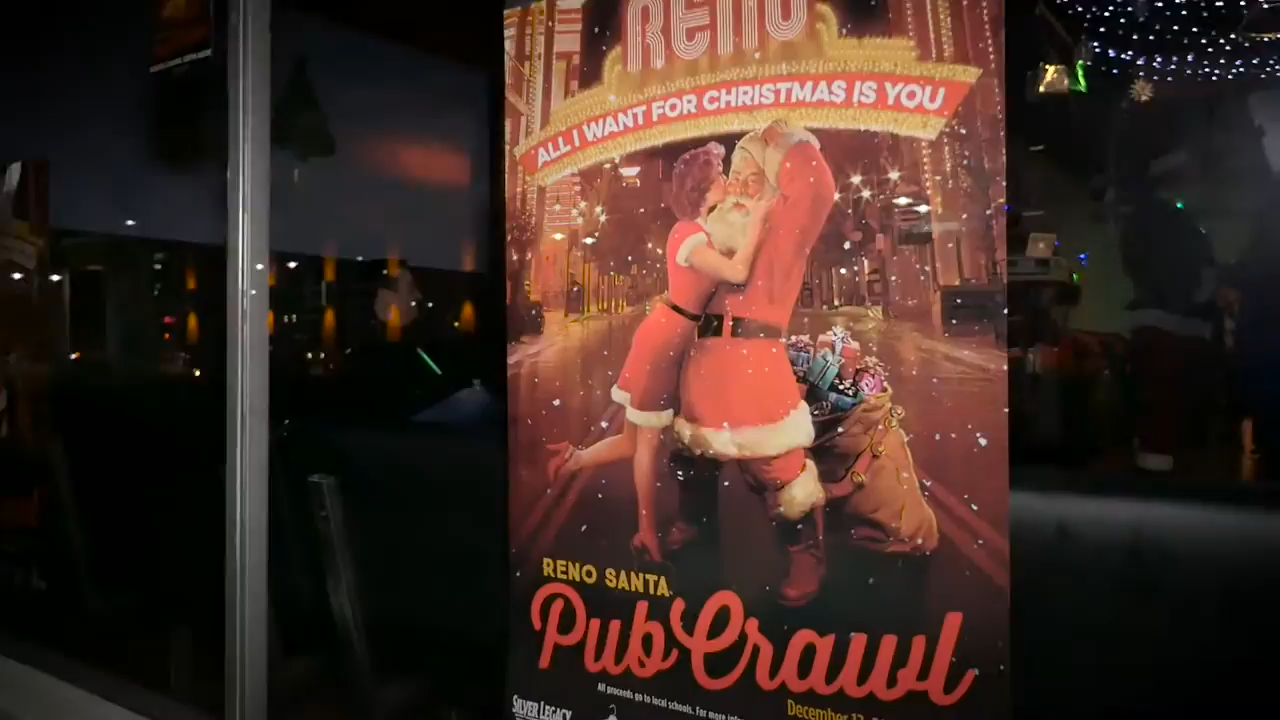 RENO
ALL I WANT FOR CHRISTMAS IS YOU
RENO SANTA
Pub Crawl
All proceeds go to local schools. For more
December
SILVER LEGACY